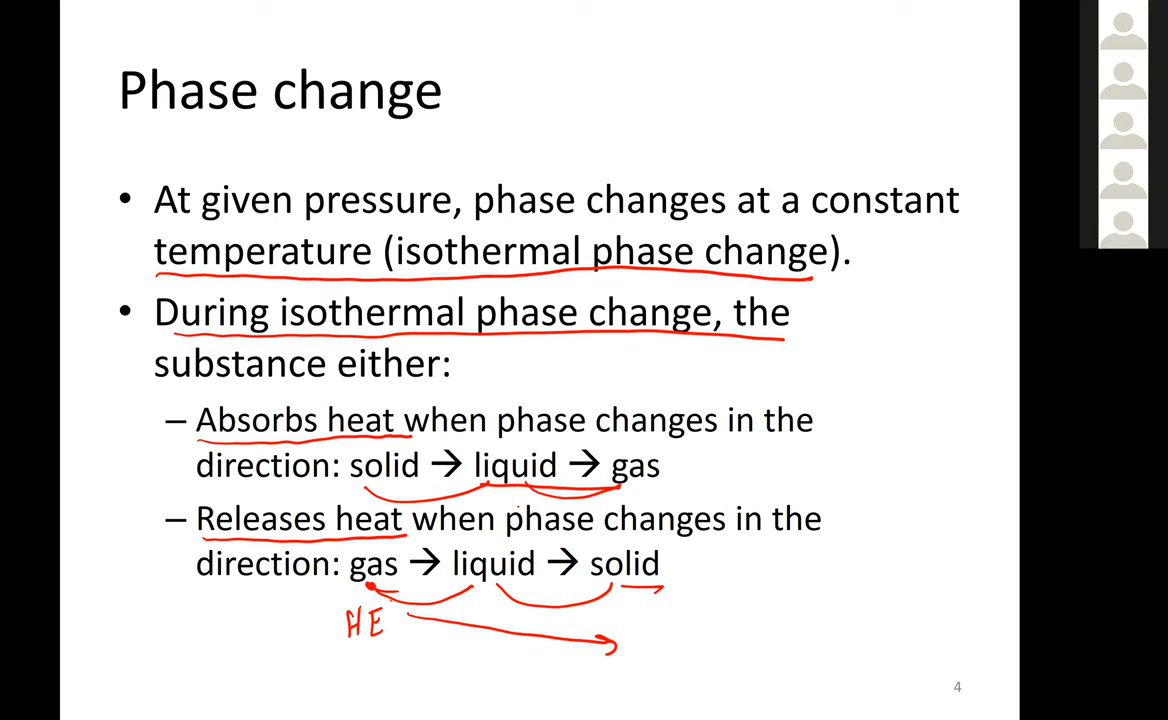 Phase change
• At given pressure, phase changes at a constant
temperature (isothermal phase change).
• During isothermal phase change, the
substance either:
– Absorbs heat when phase changes in the
direction: solid → liquid → gas
– Releases heat when phase changes in the
direction: gas → liquid → solid
HE
4